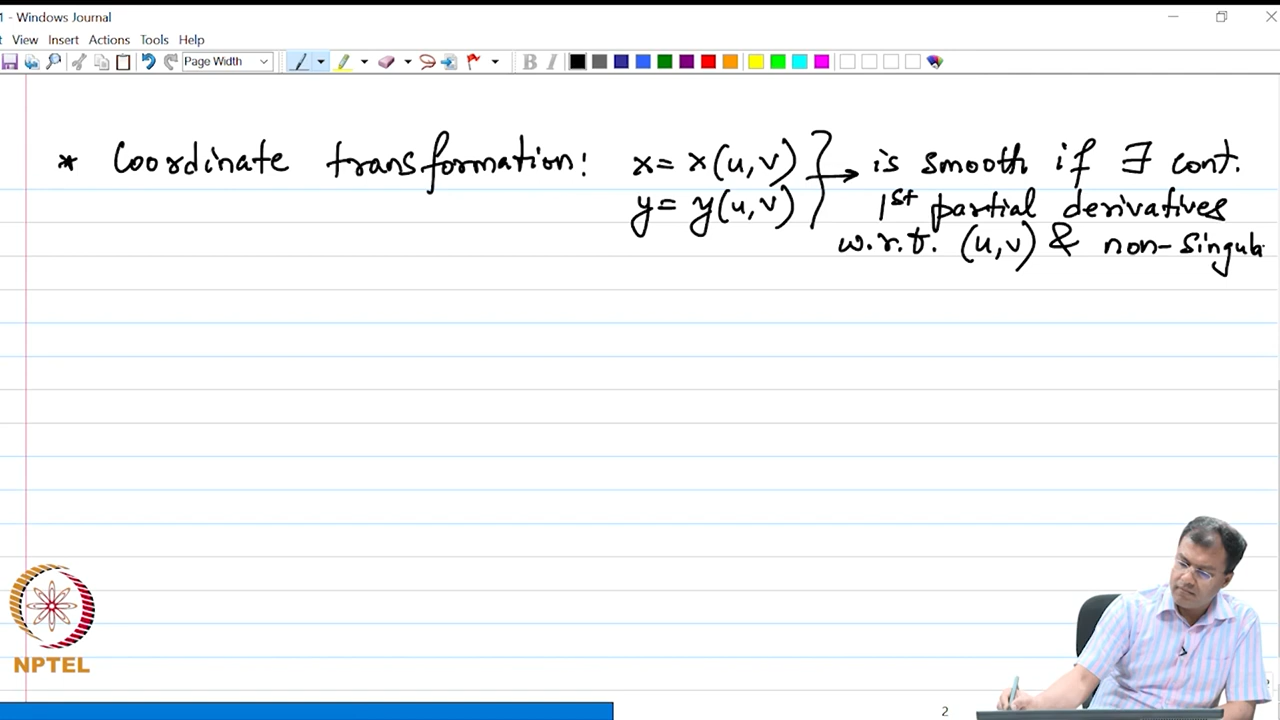 1 - Windows Journal
View Insert Actions Tools Help
Page Width
B I
* Coordinate transformation: x = x(u,v) } → is smooth if ∃ cont.
y = y(u,v) 1st partial derivatives
w.r.t. (u,v) & non-singula
NPTEL
2